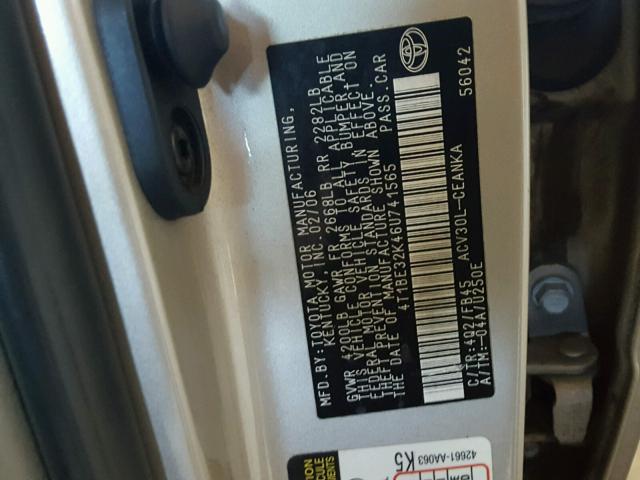 MFD. BY:TOYOTA MOTOR MANUFACTURING,
KENTUCKY, INC. 02/06
GVWR 4200LB GAWR FR 2668LB RR 2282LB
THIS VEHICLE CONFORMS TO ALL APPLICABLE
FEDERAL MOTOR VEHICLE SAFETY, BUMPER, AND
THEFT PREVENTION STANDARDS IN EFFECT ON
THE DATE OF MANUFACTURE SHOWN ABOVE.
4T1BE32K46U741565 PASS.CAR
C/TR:4Q2/FB45 ACV30L-CEANKA
A/TM:-04A/U250E 56042
42661-AA063
K5